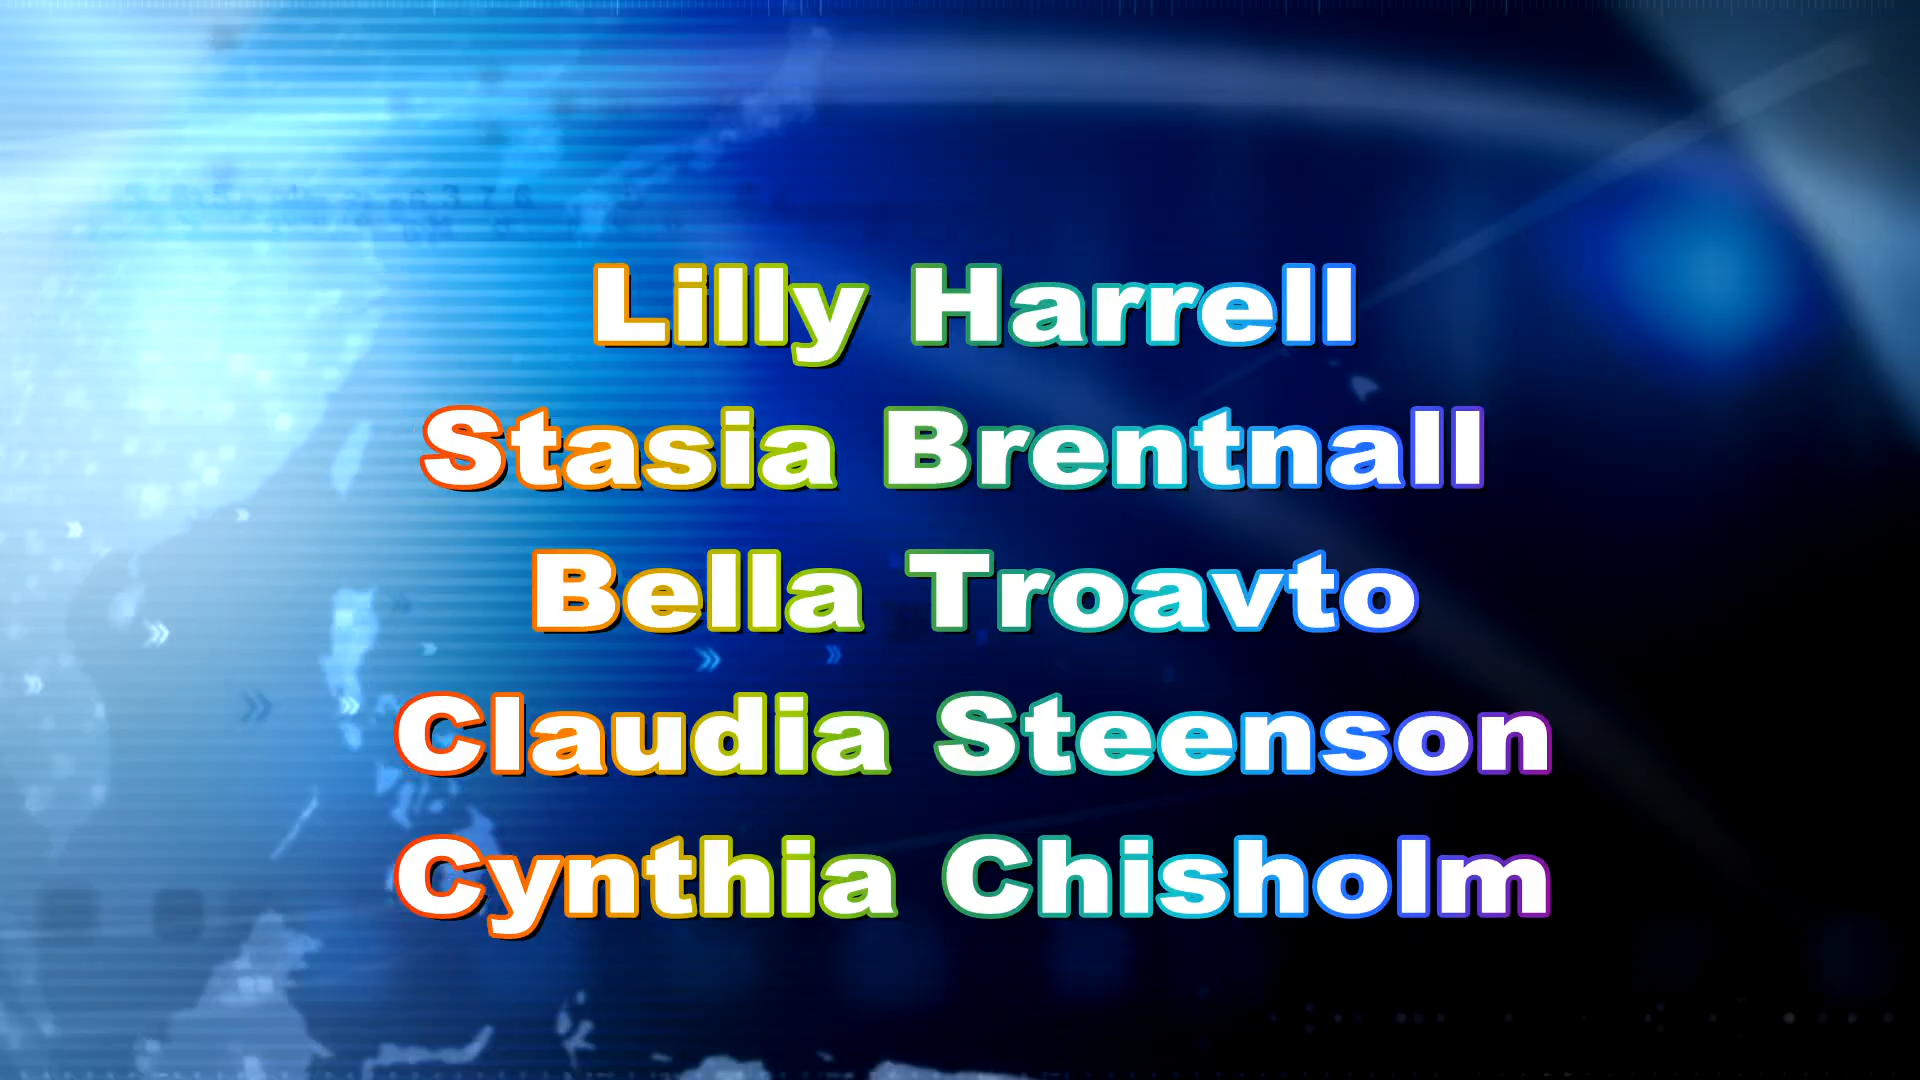 Lilly Harrell
Stasia Brentnall
Bella Troavto
Claudia Steenson
Cynthia Chisholm